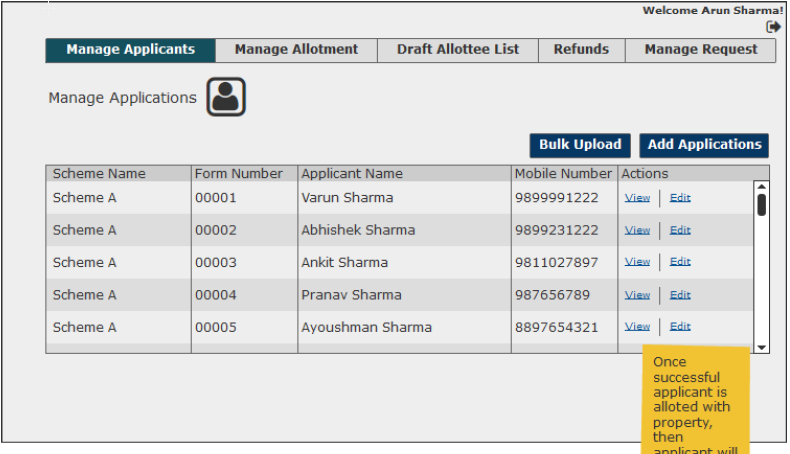 Welcome Arun Sharma!
Manage Applicants Manage Allotment Draft Allottee List Refunds Manage Request
Manage Applications
Bulk Upload Add Applications
Scheme Name Form Number Applicant Name Mobile Number Actions
Scheme A 00001 Varun Sharma 9899991222 View | Edit
Scheme A 00002 Abhishek Sharma 9899231222 View | Edit
Scheme A 00003 Ankit Sharma 9811027897 View | Edit
Scheme A 00004 Pranav Sharma 987656789 View | Edit
Scheme A 00005 Ayoushman Sharma 8897654321 View | Edit
Once
successful
applicant is
alloted with
property,
then
applicant will